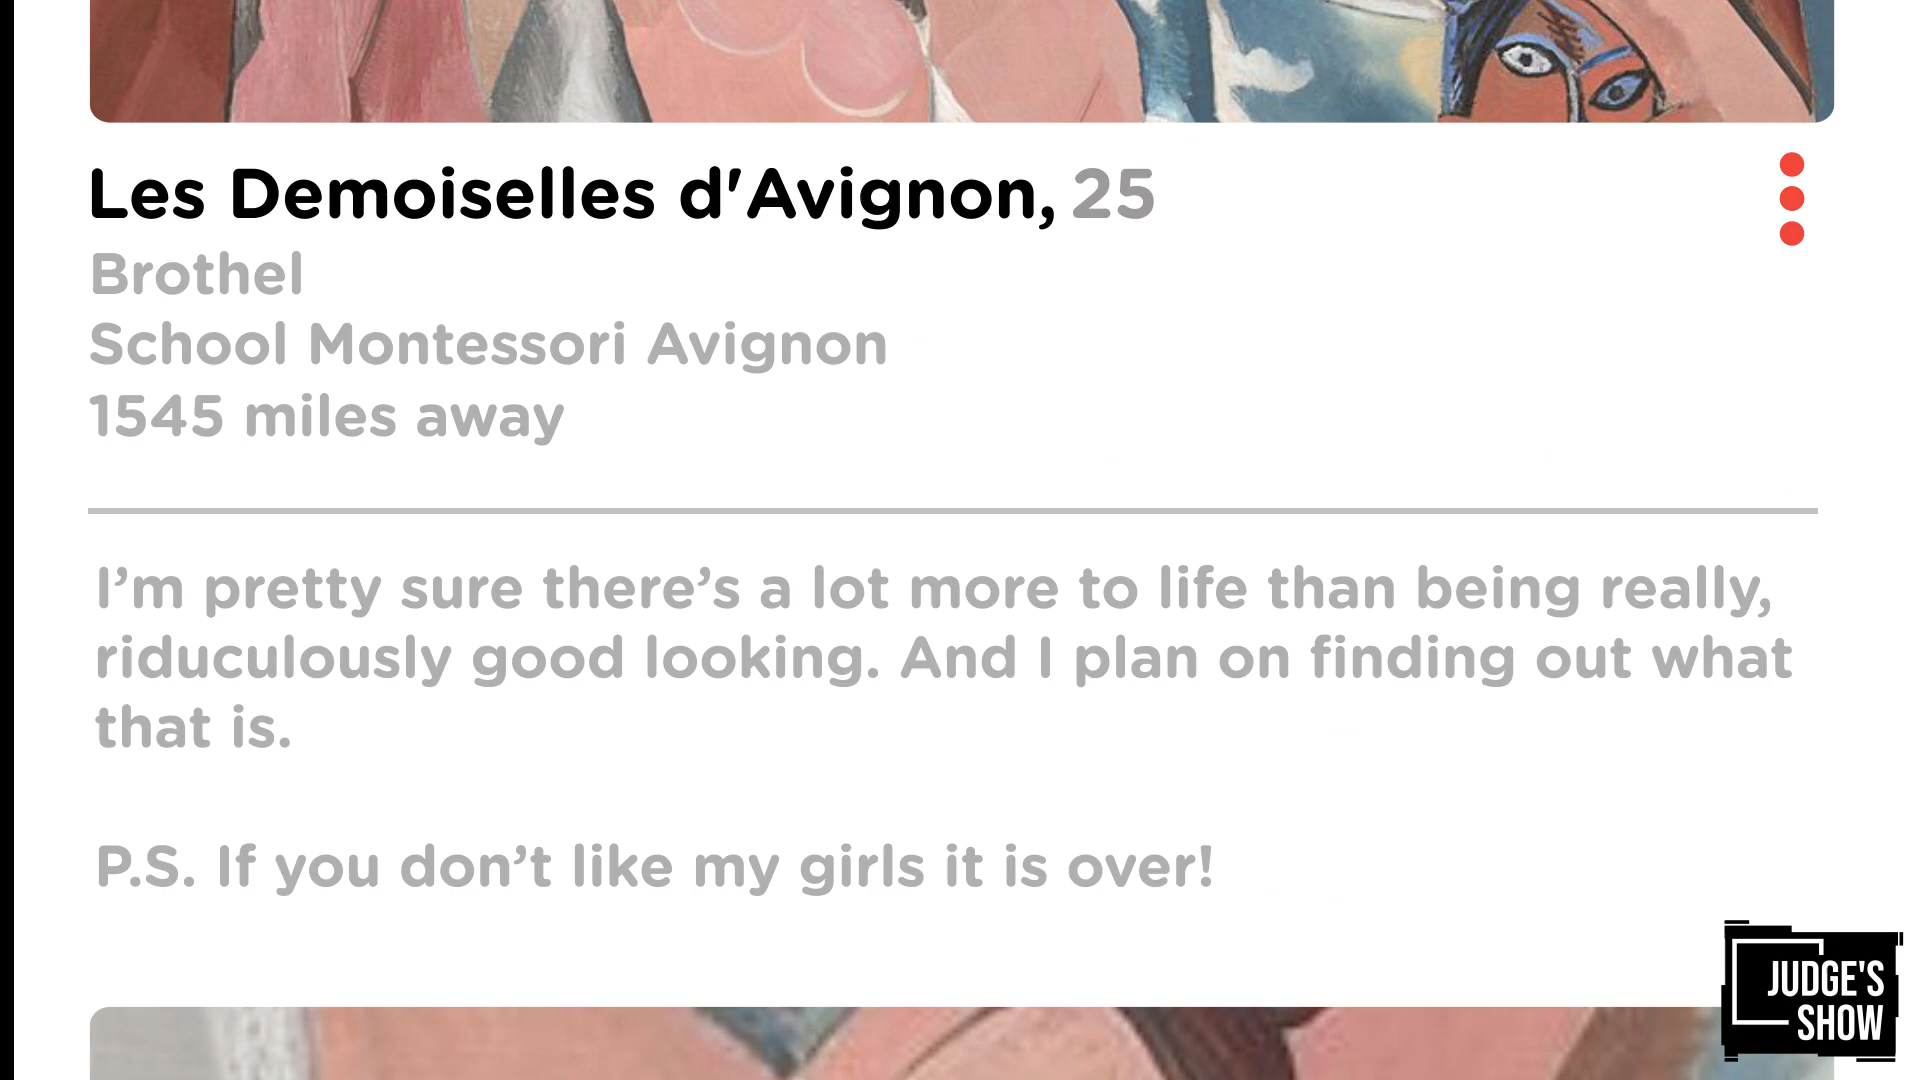 Les Demoiselles d'Avignon, 25
Brothel
School Montessori Avignon
1545 miles away
I’m pretty sure there’s a lot more to life than being really,
riduculously good looking. And I plan on finding out what
that is.
P.S. If you don’t like my girls it is over!
JUDGE'S
SHOW